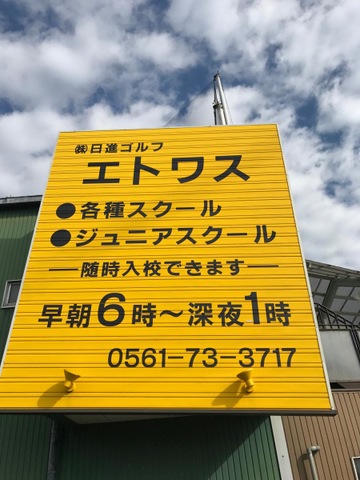 ㈱日進ゴルフ
エトワス
●各種スクール
●ジュニアスクール
―随時入校できます―
早朝6時～深夜1時
0561-73-3717